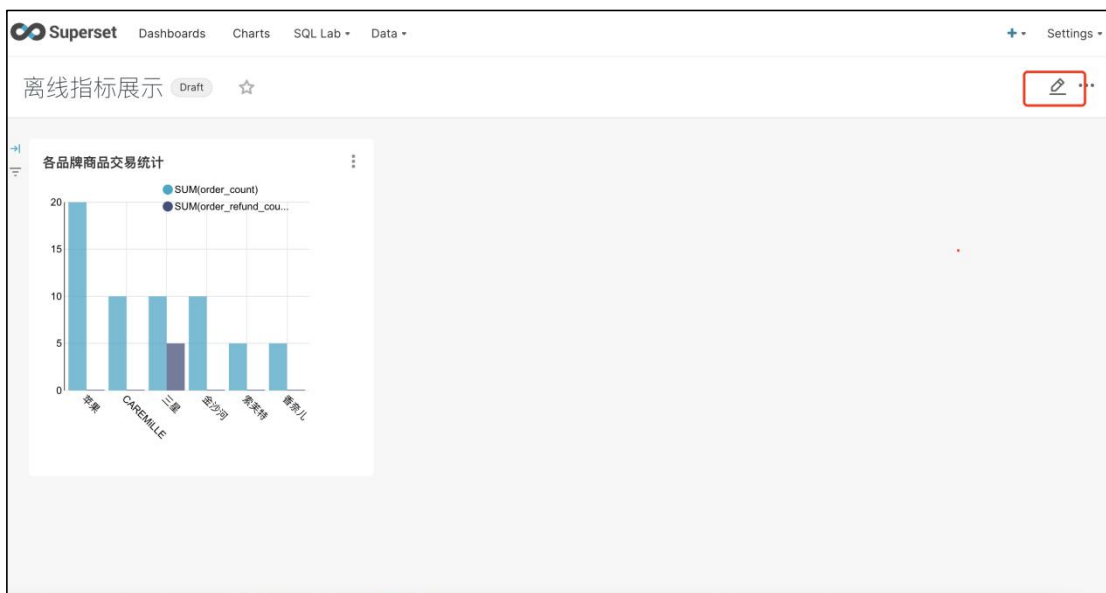 Superset Dashboards Charts SQL Lab Data + Settings
离线指标展示 Draft
各品牌商品交易统计
SUM(order_count)
SUM(order_refund_cou...
20
15
10
5
0
苹果 CAREMiLLE 三星 金沙河 索芙特 香奈儿